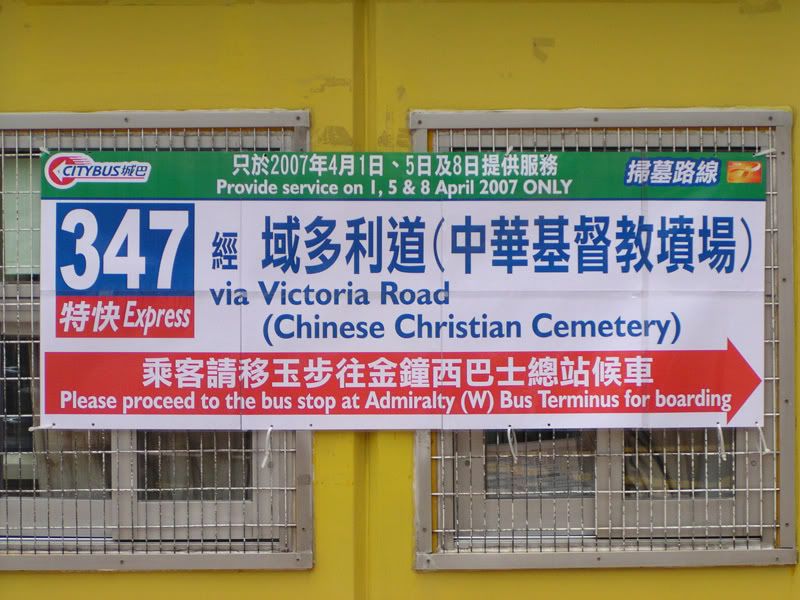 CITYBUS城巴
只於2007年4月1日、5日及8日提供服務
Provide service on 1, 5 & 8 April 2007 ONLY
掃墓路線
347
特快 Express
經 域多利道(中華基督教墳場)
via Victoria Road
(Chinese Christian Cemetery)
乘客請移玉步往金鐘西巴士總站候車
Please proceed to the bus stop at Admiralty (W) Bus Terminus for boarding